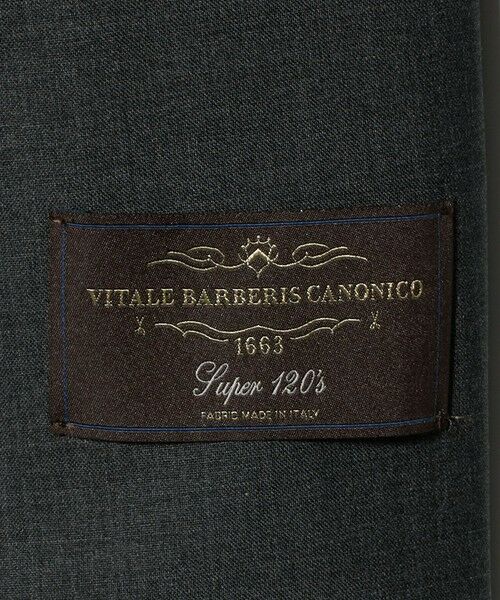 VITALE BARBERIS CANONICO
1663
Super 120's
FABRIC MADE IN ITALY